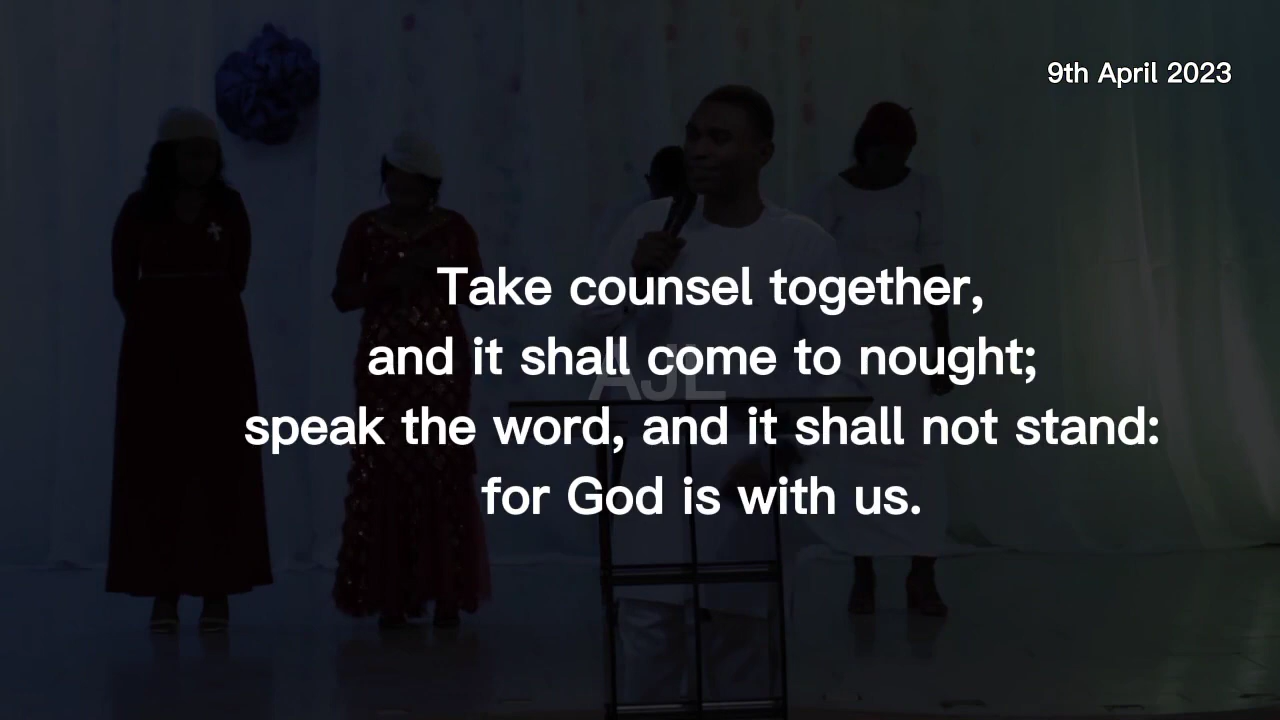 9th April 2023
Take counsel together,
and it shall come to nought;
AJL
speak the word, and it shall not stand:
for God is with us.